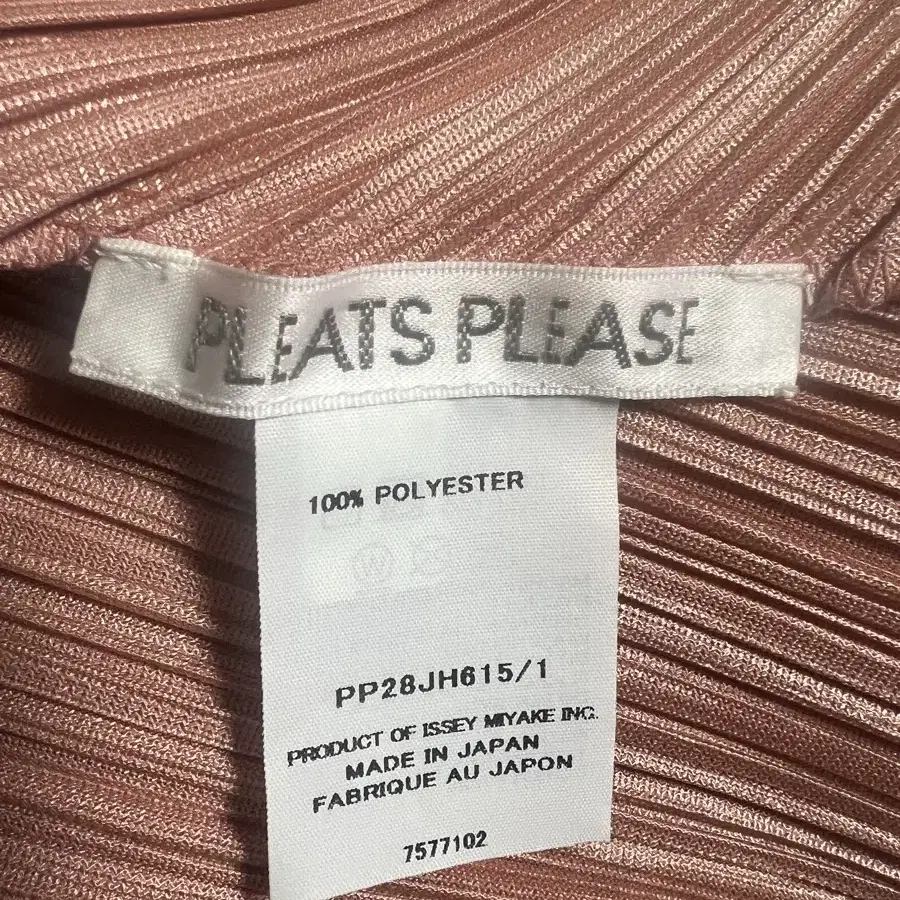 PLEATS PLEASE
100% POLYESTER
PP28JH615/1
PRODUCT OF ISSEY MIYAKE INC.
MADE IN JAPAN
FABRIQUE AU JAPON
7577102